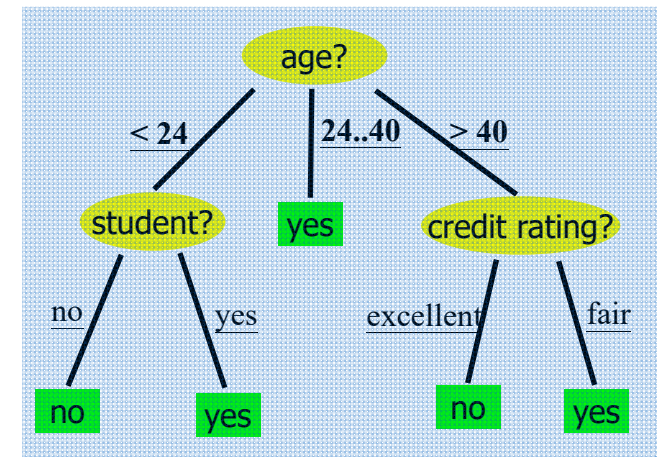 age?
< 24
24..40
> 40
student?
yes
credit rating?
no
yes
excellent
fair
no
yes
no
yes